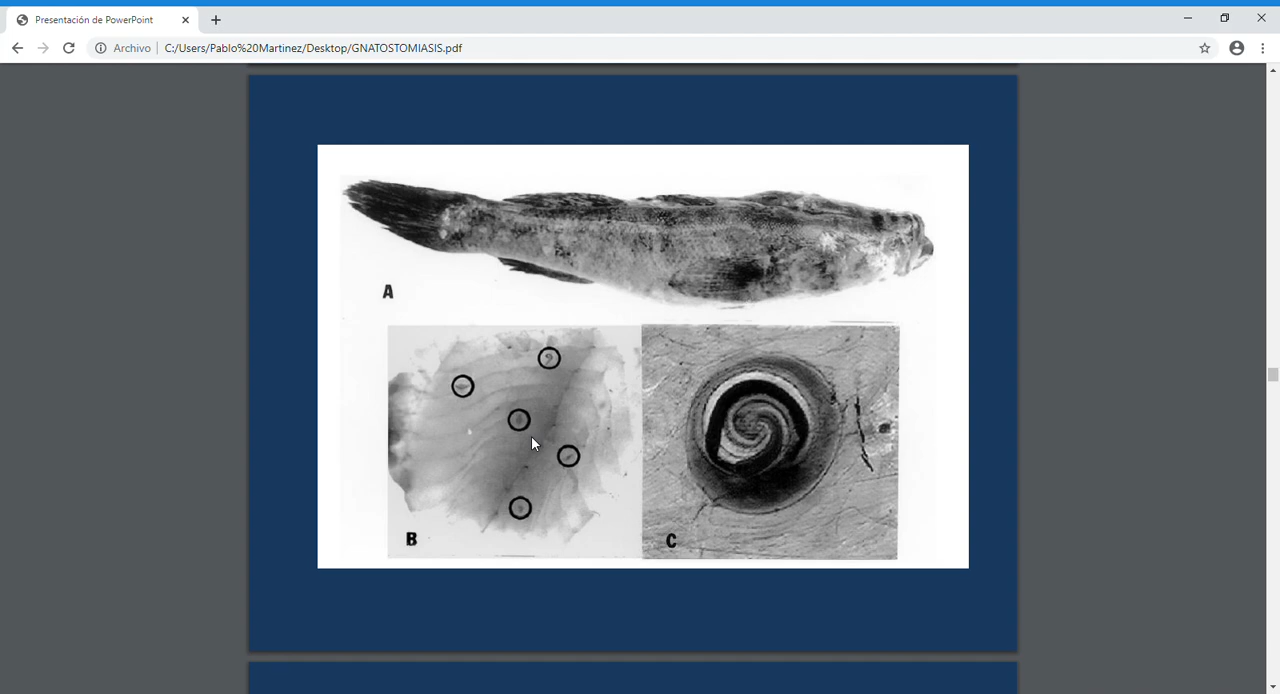 Presentación de PowerPoint
Archivo C:/Users/Pablo%20Martinez/Desktop/GNATOSTOMIASIS.pdf
A
B
C